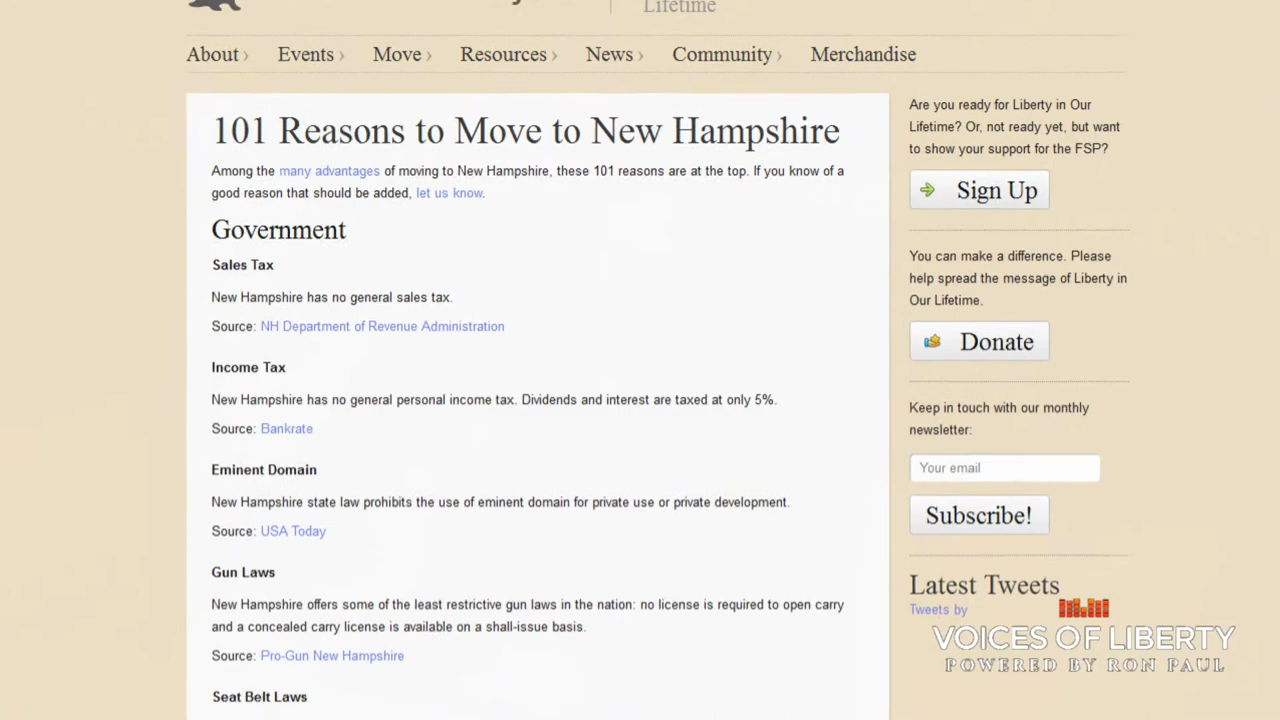 Lifetime
About ›
Events ›
Move ›
Resources ›
News ›
Community ›
Merchandise
101 Reasons to Move to New Hampshire
Among the many advantages of moving to New Hampshire, these 101 reasons are at the top. If you know of a
good reason that should be added, let us know.
Government
Sales Tax
New Hampshire has no general sales tax.
Source: NH Department of Revenue Administration
Income Tax
New Hampshire has no general personal income tax. Dividends and interest are taxed at only 5%.
Source: Bankrate
Eminent Domain
New Hampshire state law prohibits the use of eminent domain for private use or private development.
Source: USA Today
Gun Laws
New Hampshire offers some of the least restrictive gun laws in the nation: no license is required to open carry
and a concealed carry license is available on a shall-issue basis.
Source: Pro-Gun New Hampshire
Seat Belt Laws
Are you ready for Liberty in Our
Lifetime? Or, not ready yet, but want
to show your support for the FSP?
Sign Up
You can make a difference. Please
help spread the message of Liberty in
Our Lifetime.
Donate
Keep in touch with our monthly
newsletter:
Your email
Subscribe!
Latest Tweets
Tweets by
VOICES OF LIBERTY
POWERED BY RON PAUL